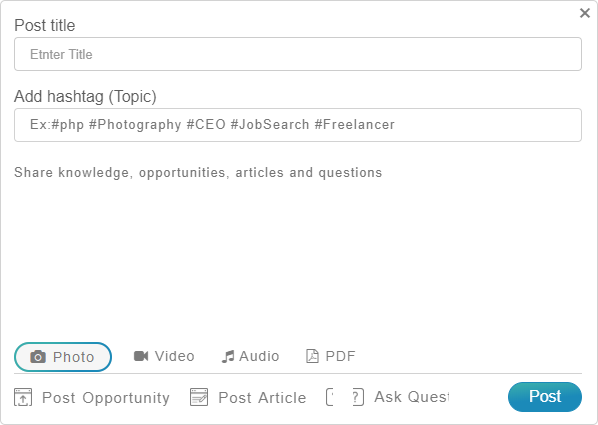 Post title
Etnter Title
Add hashtag (Topic)
Ex:#php #Photography #CEO #JobSearch #Freelancer
Share knowledge, opportunities, articles and questions
Photo Video Audio PDF
Post Opportunity Post Article Ask Quest Post